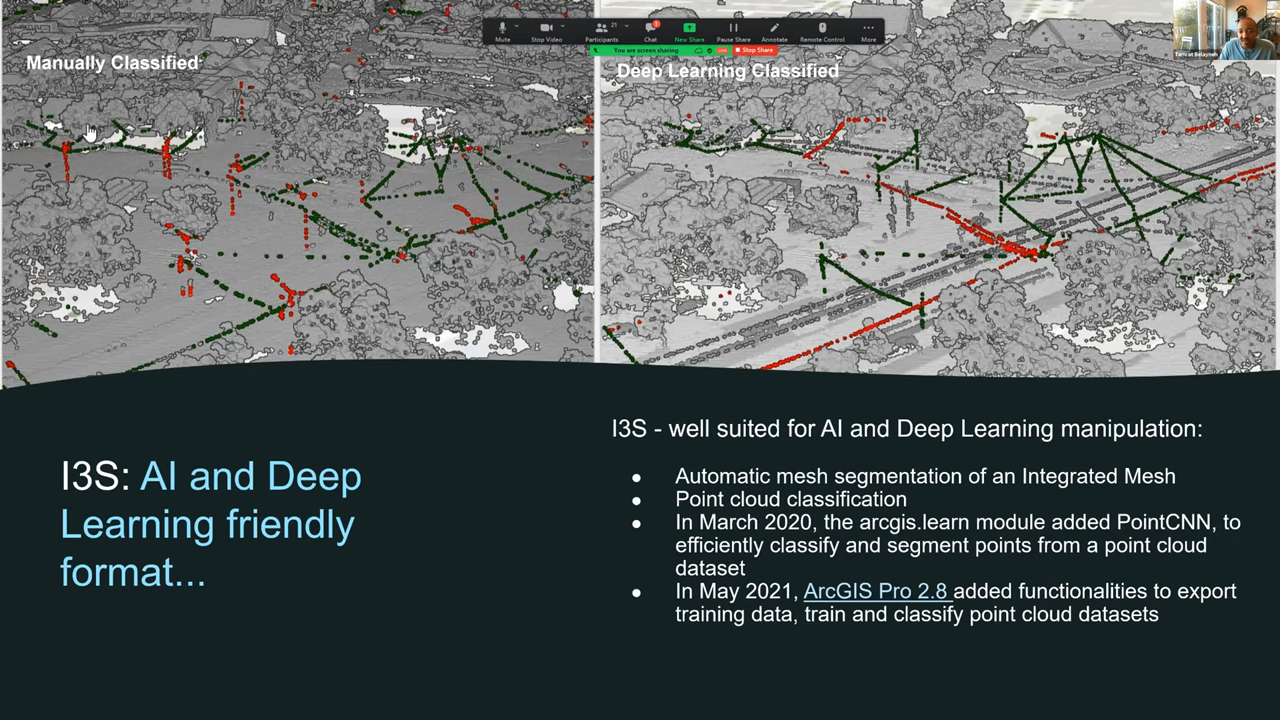 21
1
Mute
Stop Video
Participants
Chat
New Share
Pause Share
Annotate
Remote Control
More
You are screen sharing
Stop Share
Manually Classified
Deep Learning Classified
I3S - well suited for AI and Deep Learning manipulation:
I3S: AI and Deep
Learning friendly
format...
● Automatic mesh segmentation of an Integrated Mesh
● Point cloud classification
● In March 2020, the arcgis.learn module added PointCNN, to
efficiently classify and segment points from a point cloud
dataset
● In May 2021, ArcGIS Pro 2.8 added functionalities to export
training data, train and classify point cloud datasets